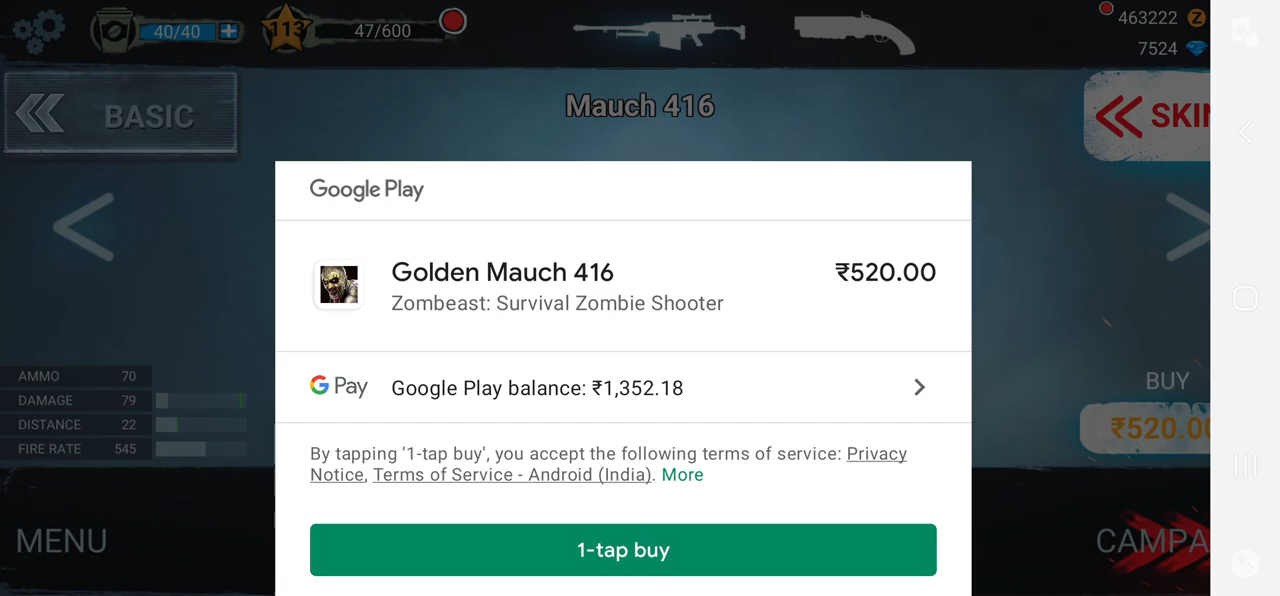 40/40
113
47/600
463222
7524
BASIC
Mauch 416
Google Play
Golden Mauch 416
₹520.00
Zombeast: Survival Zombie Shooter
G Pay
Google Play balance: ₹1,352.18
By tapping '1-tap buy', you accept the following terms of service: Privacy
Notice, Terms of Service - Android (India). More
1-tap buy
AMMO 70
DAMAGE 79
DISTANCE 22
FIRE RATE 545
BUY
MENU